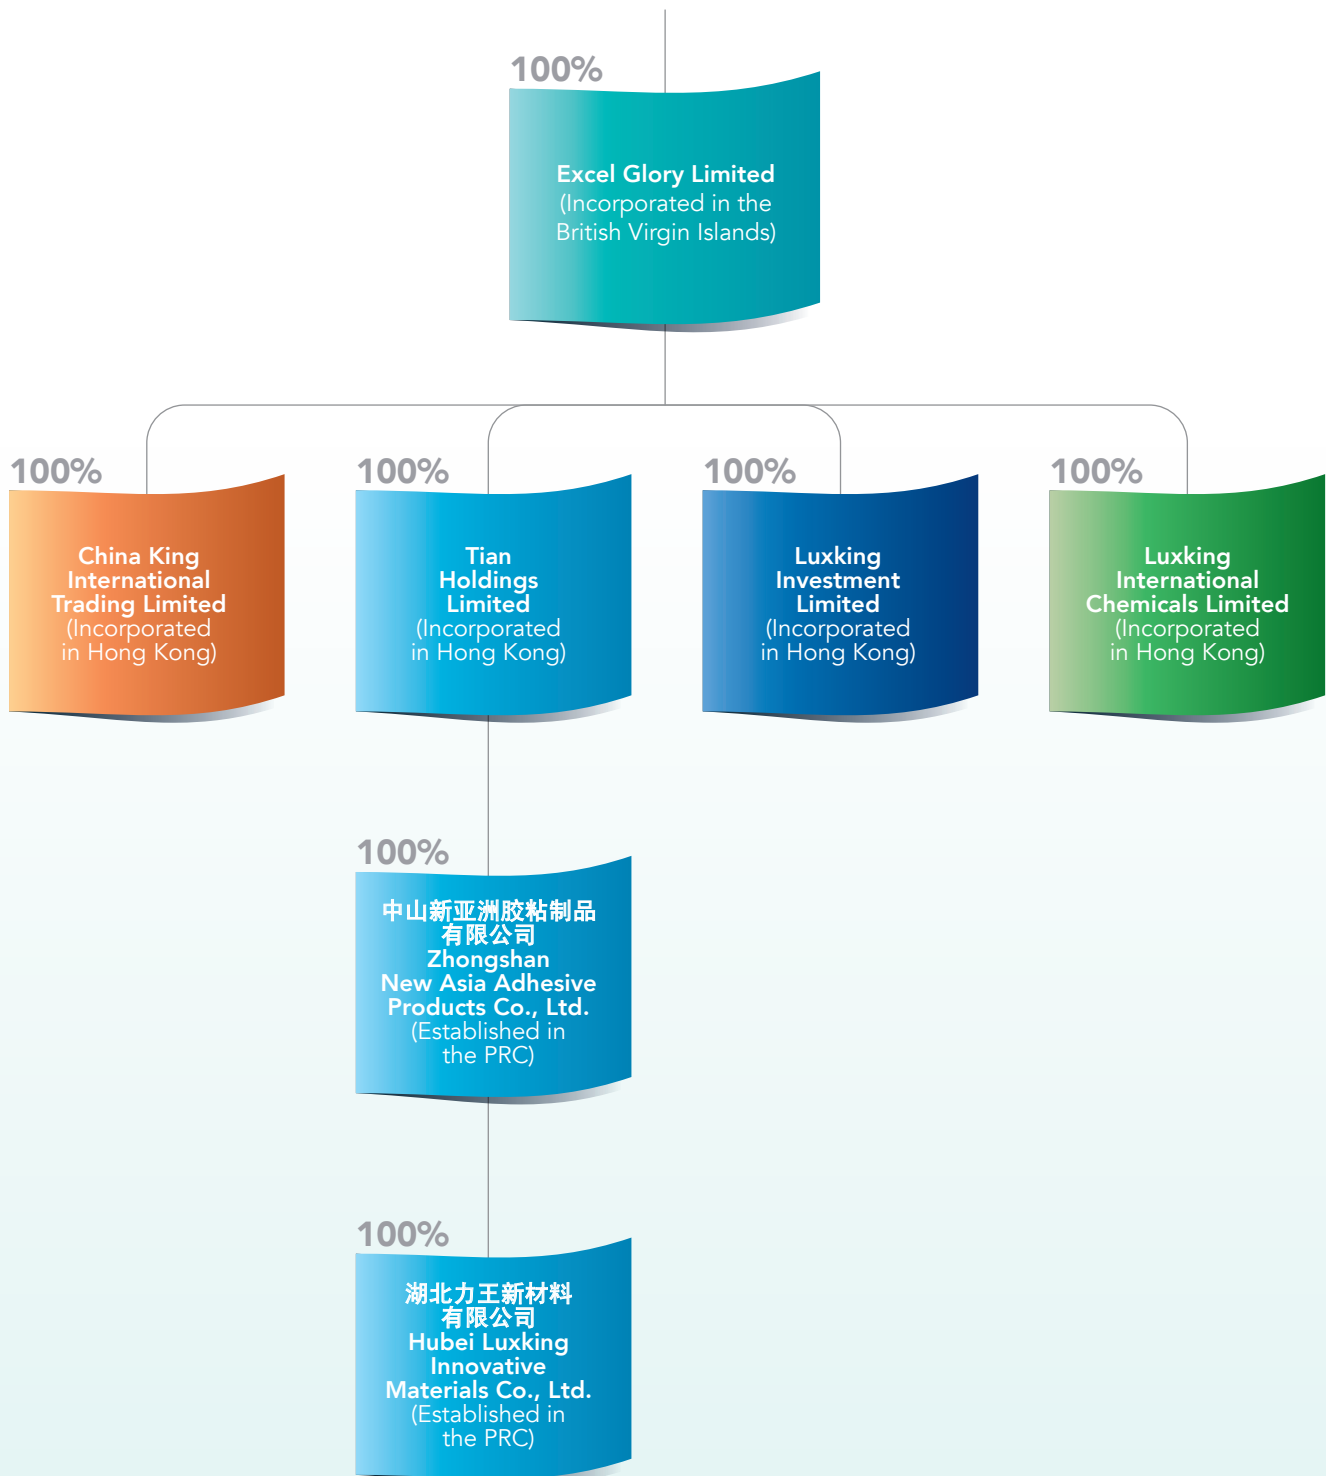 100%
Excel Glory Limited
(Incorporated in the
British Virgin Islands)
100%
China King
International
Trading Limited
(Incorporated
in Hong Kong)
100%
Tian
Holdings
Limited
(Incorporated
in Hong Kong)
100%
Luxking
Investment
Limited
(Incorporated
in Hong Kong)
100%
Luxking
International
Chemicals Limited
(Incorporated
in Hong Kong)
100%
中山新亚洲胶粘制品
有限公司
Zhongshan
New Asia Adhesive
Products Co., Ltd.
(Established in
the PRC)
100%
湖北力王新材料
有限公司
Hubei Luxking
Innovative
Materials Co., Ltd.
(Established in
the PRC)